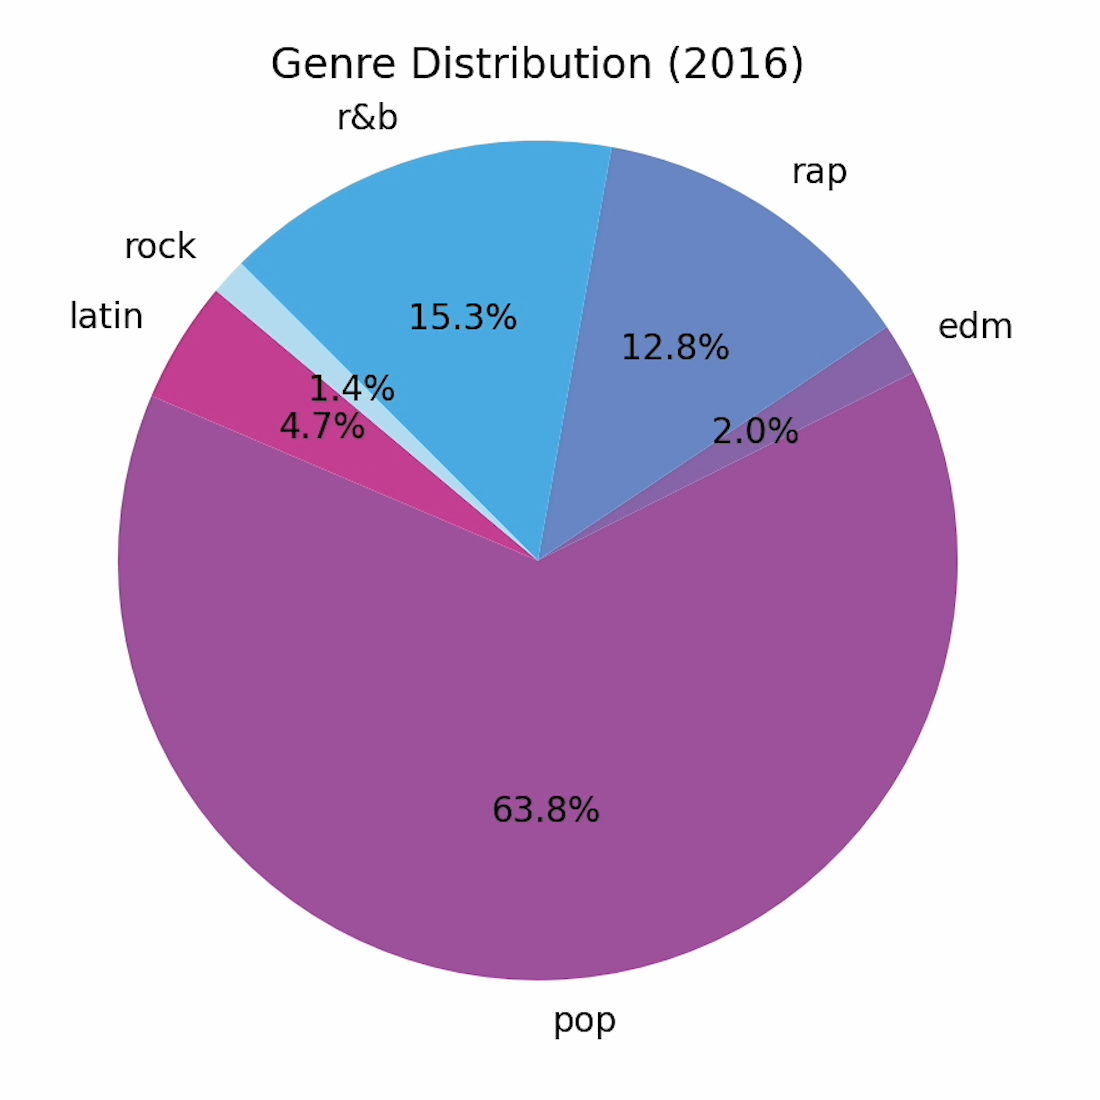 Genre Distribution (2016)
r&b
rap
rock
latin
edm
15.3%
12.8%
1.4%
4.7%
2.0%
63.8%
pop